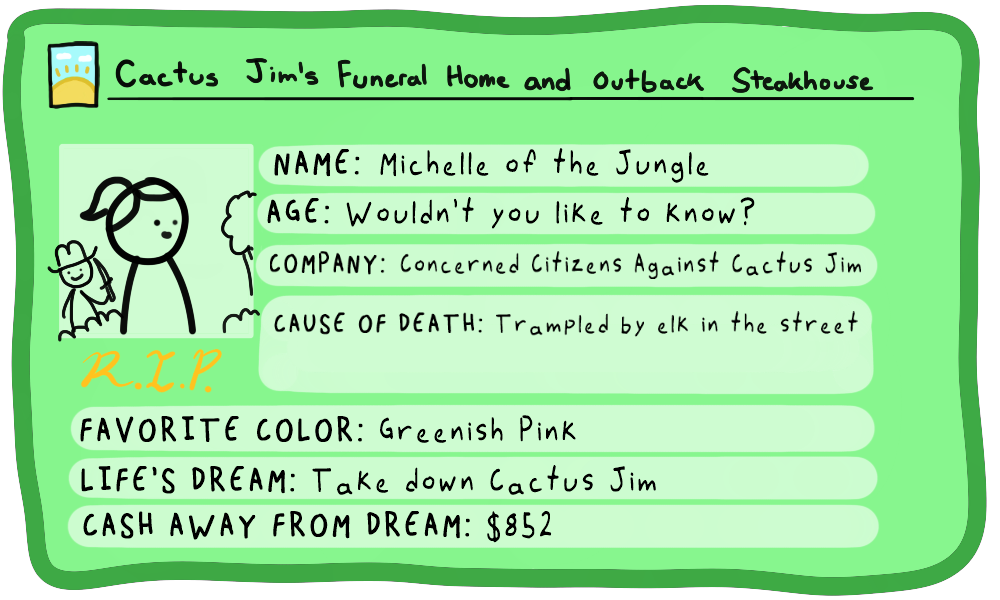 Cactus Jim's Funeral Home and Outback Steakhouse
NAME: Michelle of the Jungle
AGE: Wouldn't you like to know?
COMPANY: Concerned Citizens Against Cactus Jim
CAUSE OF DEATH: Trampled by elk in the street
R.I.P.
FAVORITE COLOR: Greenish Pink
LIFE'S DREAM: Take down Cactus Jim
CASH AWAY FROM DREAM: $852